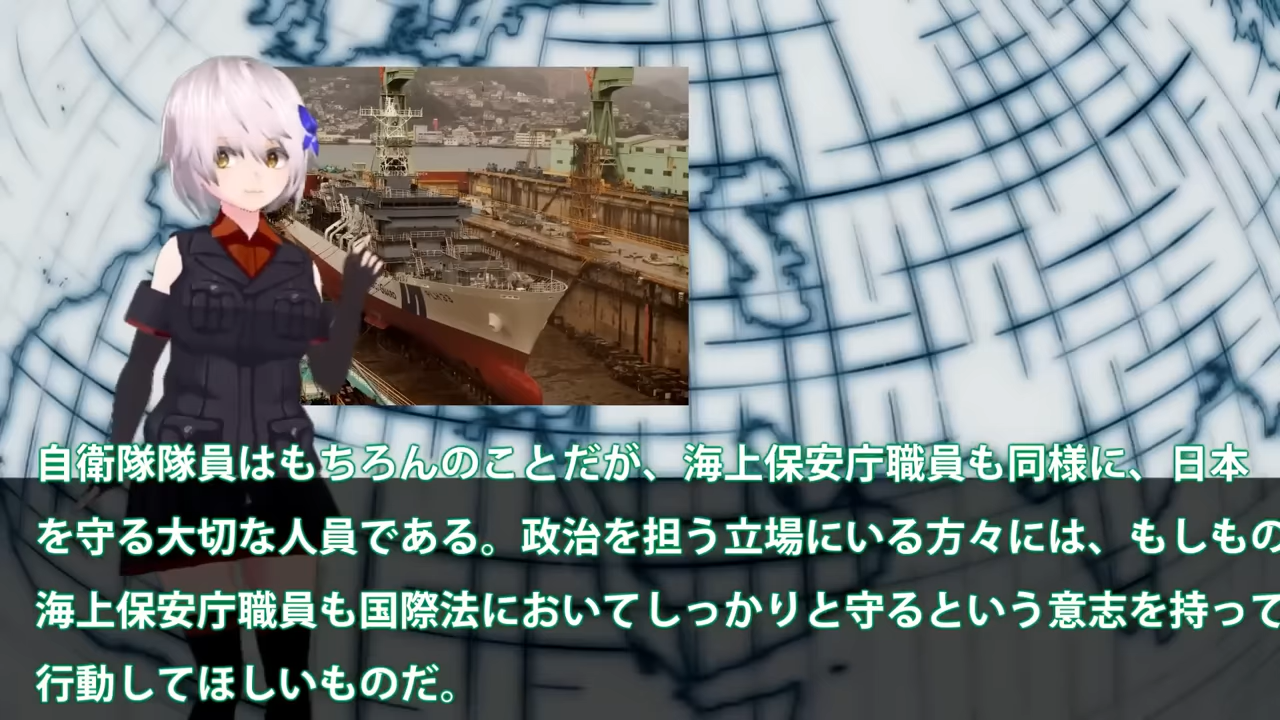 自衛隊隊員はもちろんのことだが、海上保安庁職員も同様に、日本
を守る大切な人員である。政治を担う立場にいる方々には、もしもの
海上保安庁職員も国際法においてしっかりと守るという意志を持って
行動してほしいものだ。